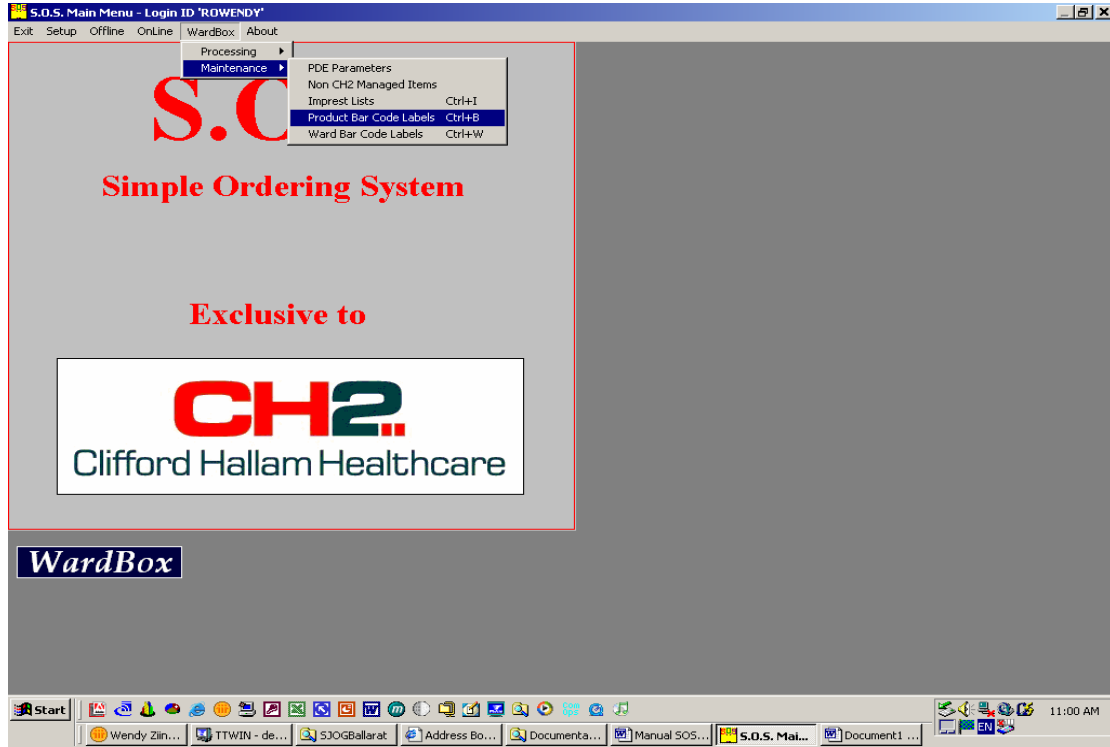 S.O.S. Main Menu - Login ID 'ROWENDY'
Exit Setup Offline OnLine WardBox About
Processing
Maintenance
PDE Parameters
Non CH2 Managed Items
Imprest Lists Ctrl+I
Product Bar Code Labels Ctrl+B
Ward Bar Code Labels Ctrl+W
Simple Ordering System
Exclusive to
CH2
Clifford Hallam Healthcare
WardBox
Start
EN
11:00 AM
Wendy Ziin... TTWIN - de... SJOGBallarat Address Bo... Documenta... Manual SOS... S.O.S. Mai... Document1 ...